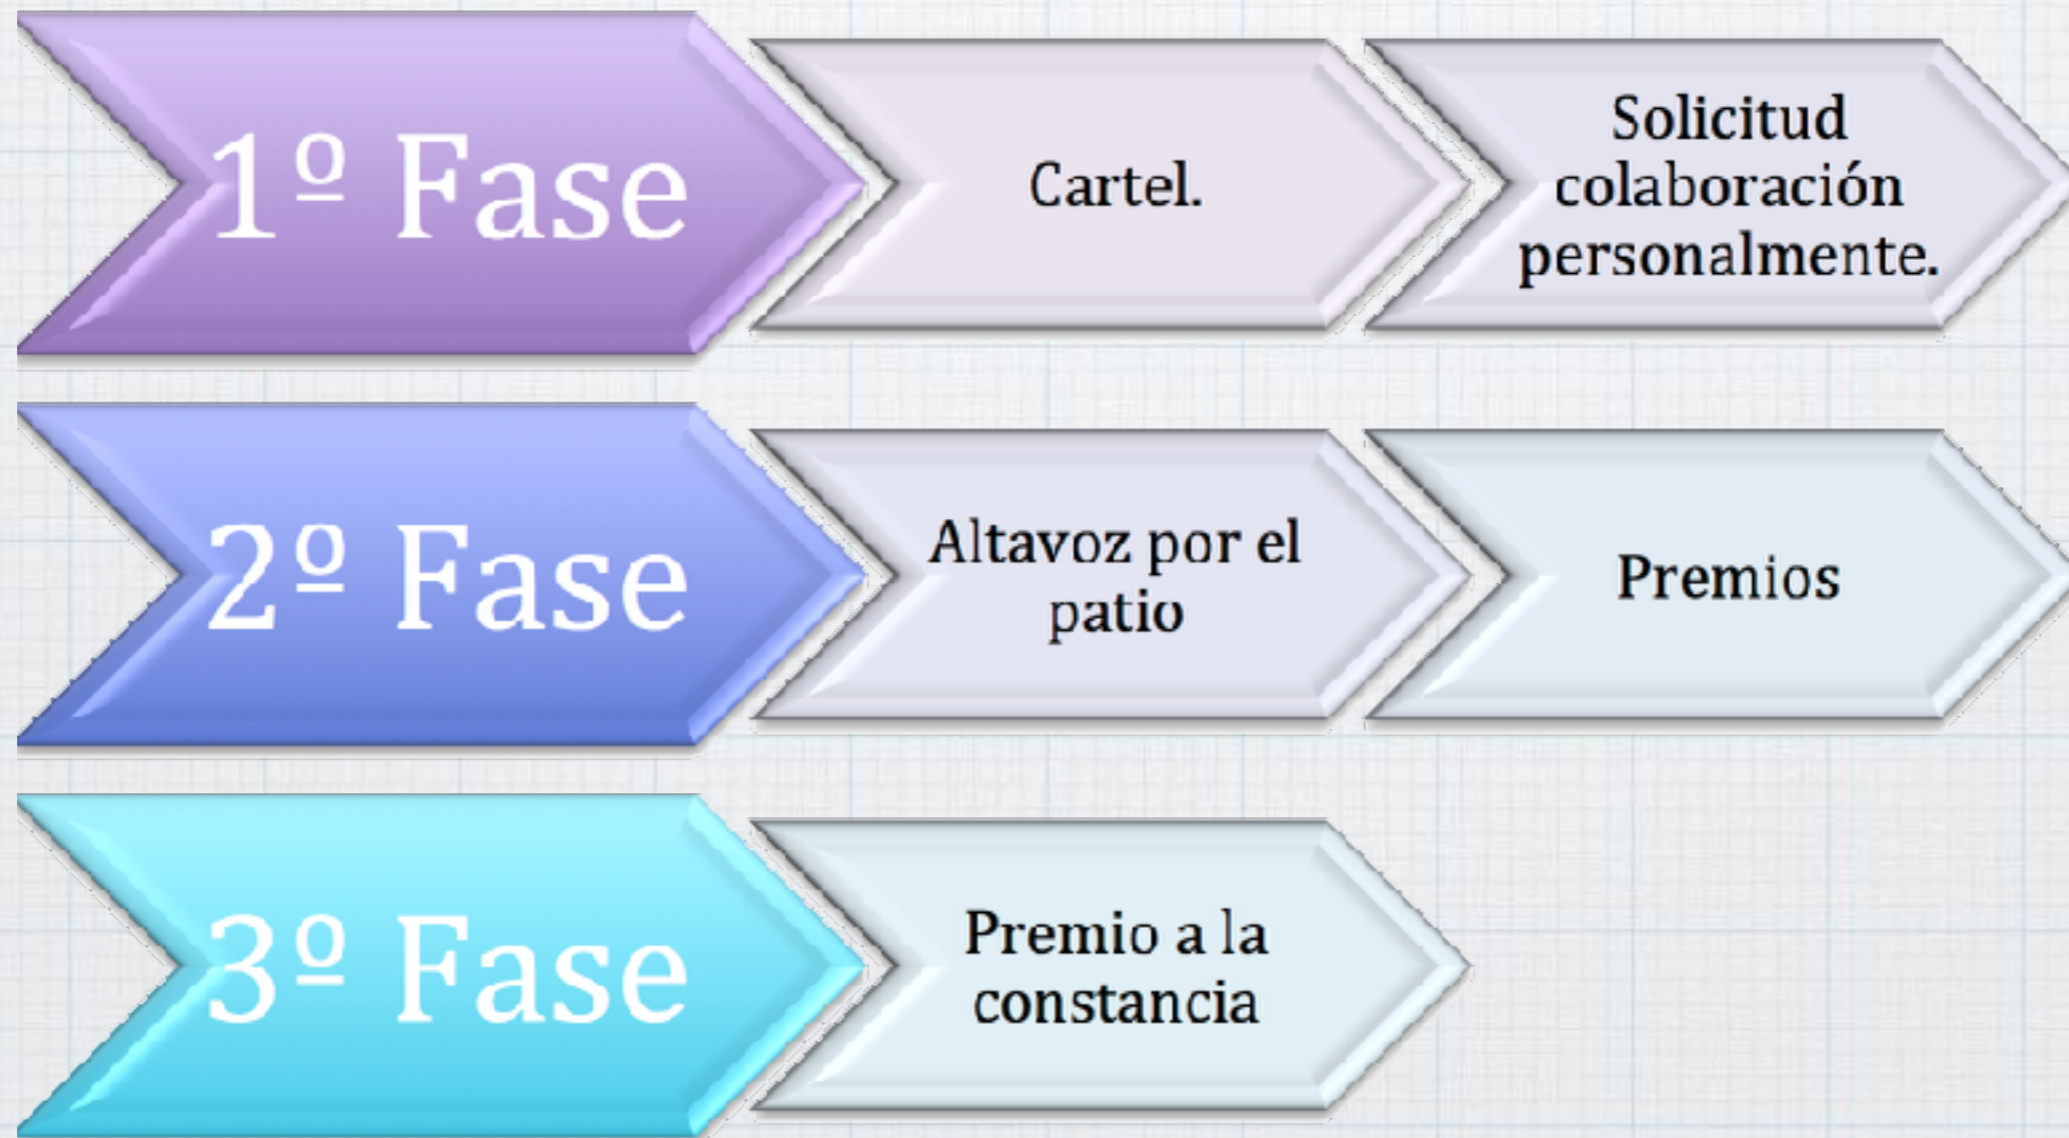 1º Fase
Cartel.
Solicitud
colaboración
personalmente.
2º Fase
Altavoz por el
patio
Premios
3º Fase
Premio a la
constancia